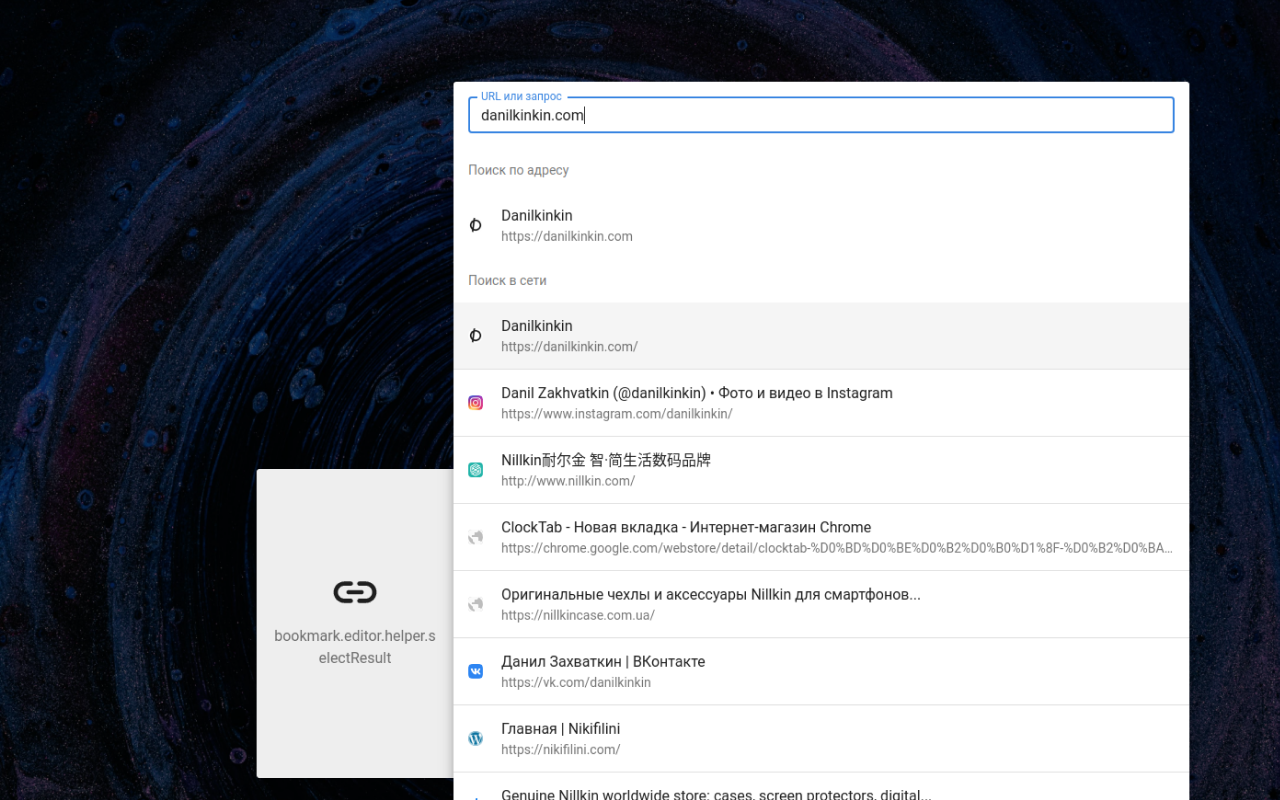 URL или запрос
danilkinkin.com
Поиск по адресу
Danilkinkin
https://danilkinkin.com
Поиск в сети
Danilkinkin
https://danilkinkin.com/
Danil Zakhvatkin (@danilkinkin) • Фото и видео в Instagram
https://www.instagram.com/danilkinkin/
Nillkin耐尔金 智·简生活数码品牌
http://www.nillkin.com/
ClockTab - Новая вкладка - Интернет-магазин Chrome
https://chrome.google.com/webstore/detail/clocktab-%D0%BD%D0%BE%D0%B2%D0%B0%D1%8F-%D0%B2%D0%BA...
Оригинальные чехлы и аксессуары Nillkin для смартфонов...
https://nillkincase.com.ua/
Данил Захваткин | ВКонтакте
https://vk.com/danilkinkin
Главная | Nikifilini
https://nikifilini.com/
Genuine Nillkin worldwide store: cases, screen protectors, digital...
bookmark.editor.helper.s
electResult